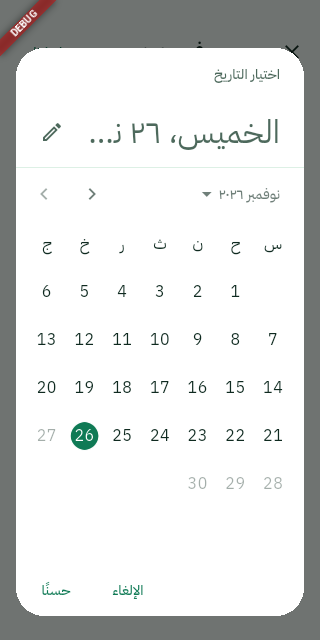 DEBUG
اختيار التاريخ
الخميس، ٢٦ نـ...
نوفمبر ٢٠٢٦
س ح ن ث ر خ ج
1 2 3 4 5 6
7 8 9 10 11 12 13
14 15 16 17 18 19 20
21 22 23 24 25 26 27
28 29 30
الإلغاء
حسنًا